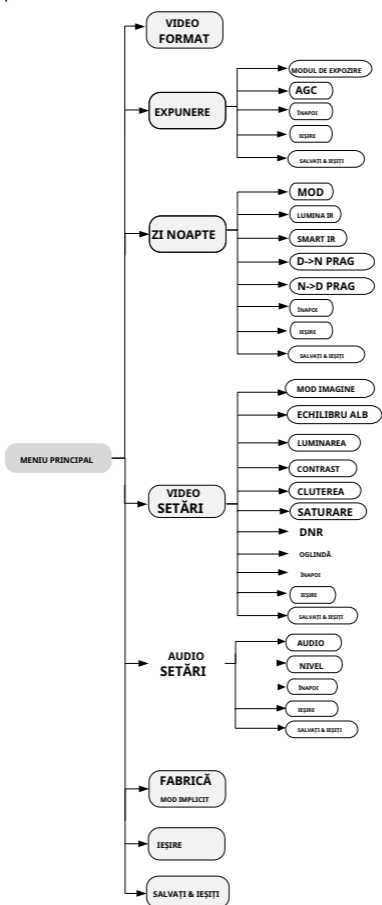 VIDEO
FORMAT
MODUL DE EXPOZIRE
AGC
EXPUNERE
ÎNAPOI
IEȘIRE
SALVAȚI & IEȘIȚI
MOD
LUMINA IR
ZI NOAPTE
SMART IR
D->N PRAG
N->D PRAG
ÎNAPOI
IEȘIRE
SALVAȚI & IEȘIȚI
MOD IMAGINE
ECHILIBRU ALB
LUMINAREA
MENIU PRINCIPAL
CONTRAST
CLUTEREA
VIDEO
SETĂRI
SATURARE
DNR
OGLINDĂ
ÎNAPOI
IEȘIRE
SALVAȚI & IEȘIȚI
AUDIO
AUDIO
SETĂRI
NIVEL
ÎNAPOI
IEȘIRE
SALVAȚI & IEȘIȚI
FABRICĂ
MOD IMPLICIT
IEȘIRE
SALVAȚI & IEȘIȚI